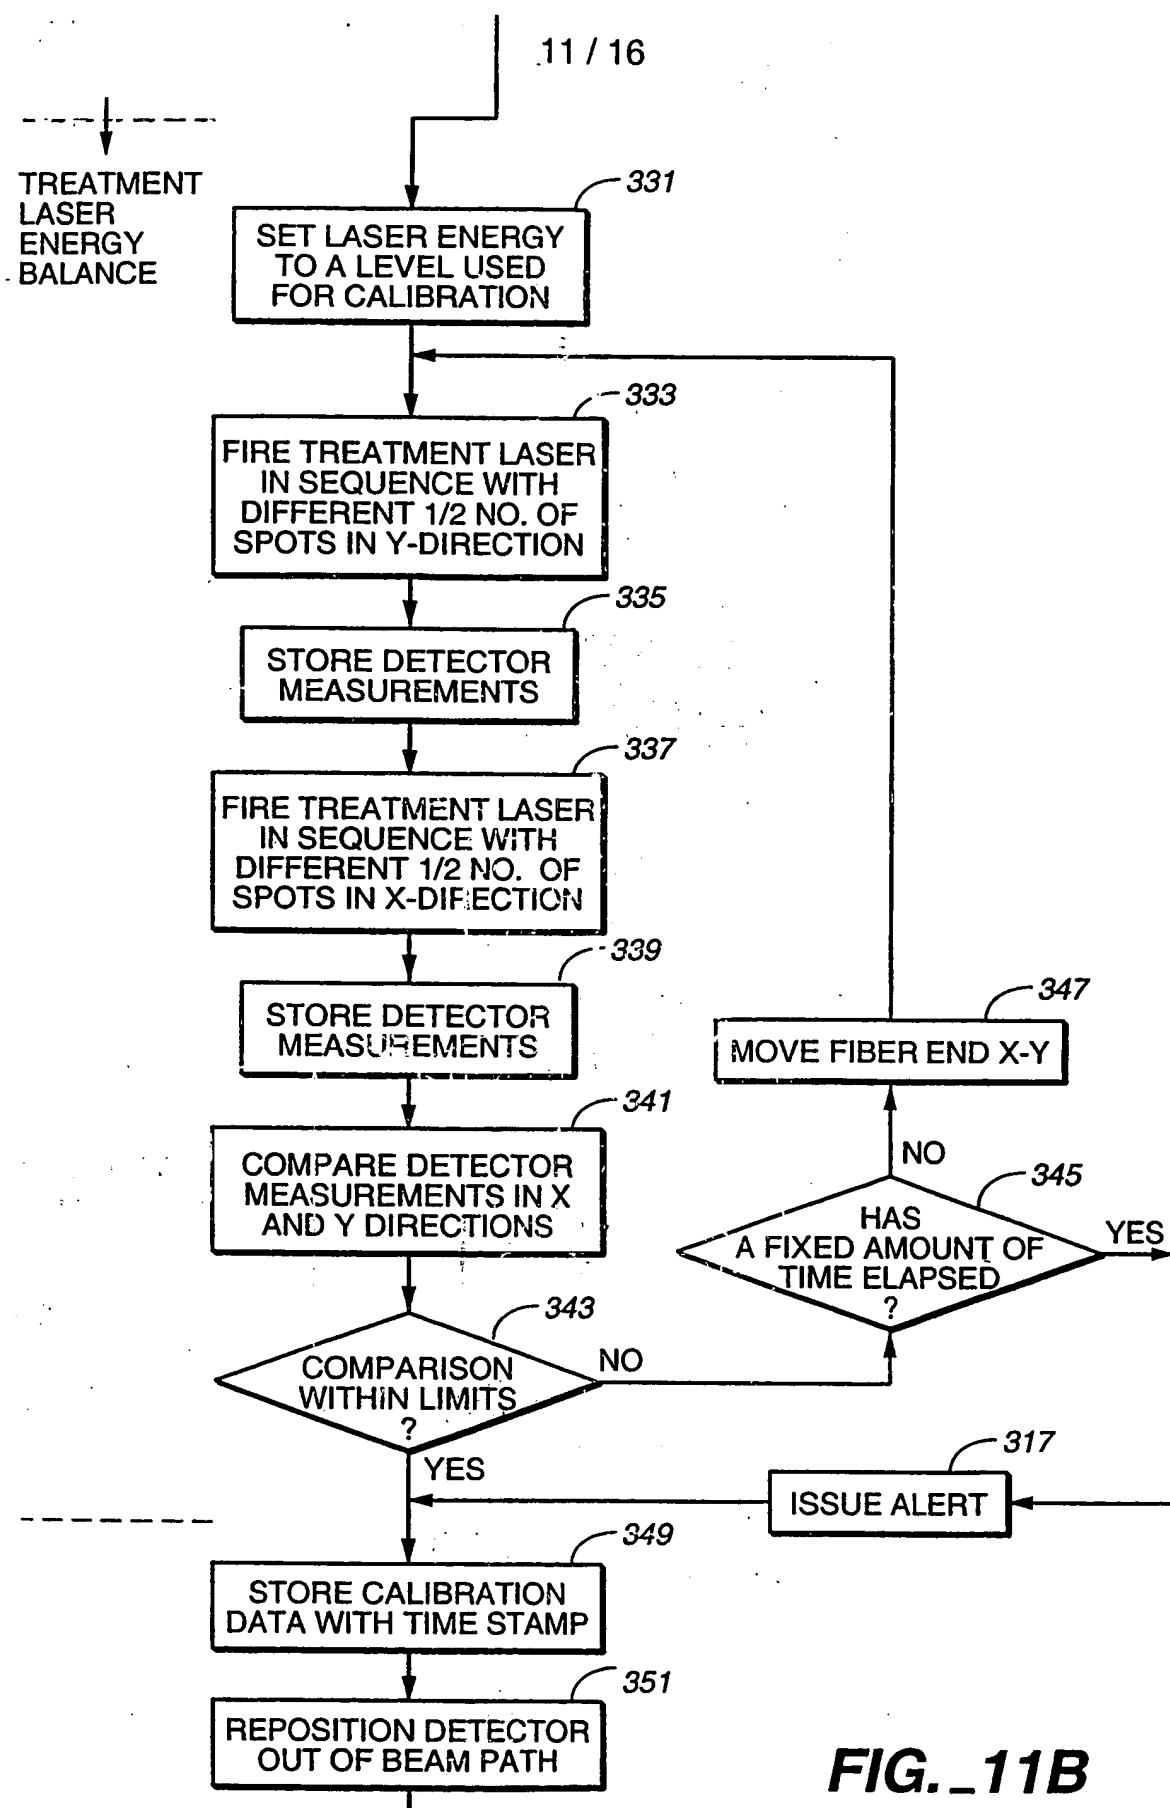 11 / 16
TREATMENT
LASER
ENERGY
BALANCE
331
SET LASER ENERGY
TO A LEVEL USED
FOR CALIBRATION
333
FIRE TREATMENT LASER
IN SEQUENCE WITH
DIFFERENT 1/2 NO. OF
SPOTS IN Y-DIRECTION
335
STORE DETECTOR
MEASUREMENTS
337
FIRE TREATMENT LASER
IN SEQUENCE WITH
DIFFERENT 1/2 NO. OF
SPOTS IN X-DIRECTION
339
STORE DETECTOR
MEASUREMENTS
347
MOVE FIBER END X-Y
341
COMPARE DETECTOR
MEASUREMENTS IN X
AND Y DIRECTIONS
NO
345
HAS
A FIXED AMOUNT OF
TIME ELAPSED
?
YES
343
COMPARISON
WITHIN LIMITS
?
NO
YES
317
ISSUE ALERT
349
STORE CALIBRATION
DATA WITH TIME STAMP
351
REPOSITION DETECTOR
OUT OF BEAM PATH
FIG._11B